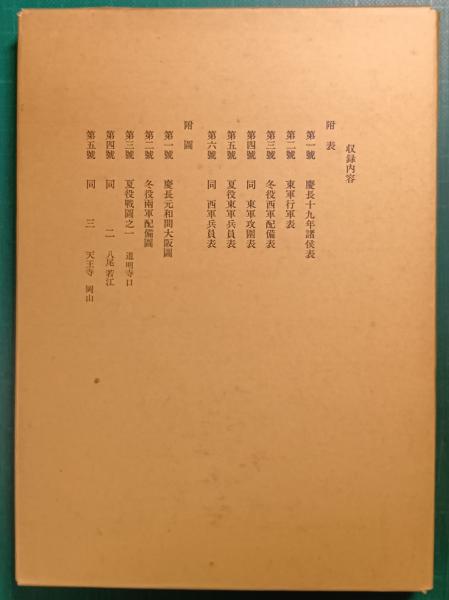 収録内容
附表
第一號 慶長十九年諸侯表
第二號 東軍行軍表
第三號 冬役西軍配備表
第四號 同 東軍攻圍表
第五號 夏役東軍兵員表
第六號 同 西軍兵員表
附圖
第一號 慶長元和間大阪圖
第二號 冬役兩軍配備圖
第三號 夏役戰圖之一 道明寺口
第四號 同 二 八尾若江
第五號 同 三 天王寺 岡山